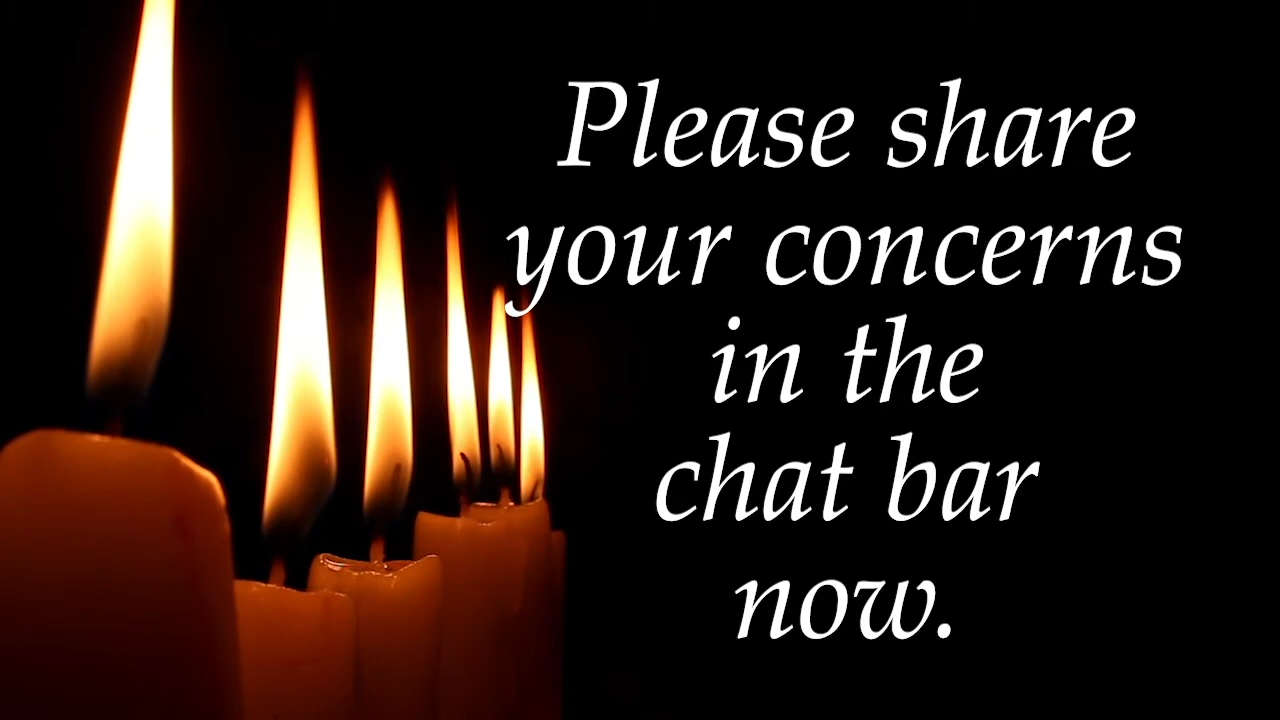 Please share
your concerns
in the
chat bar
now.